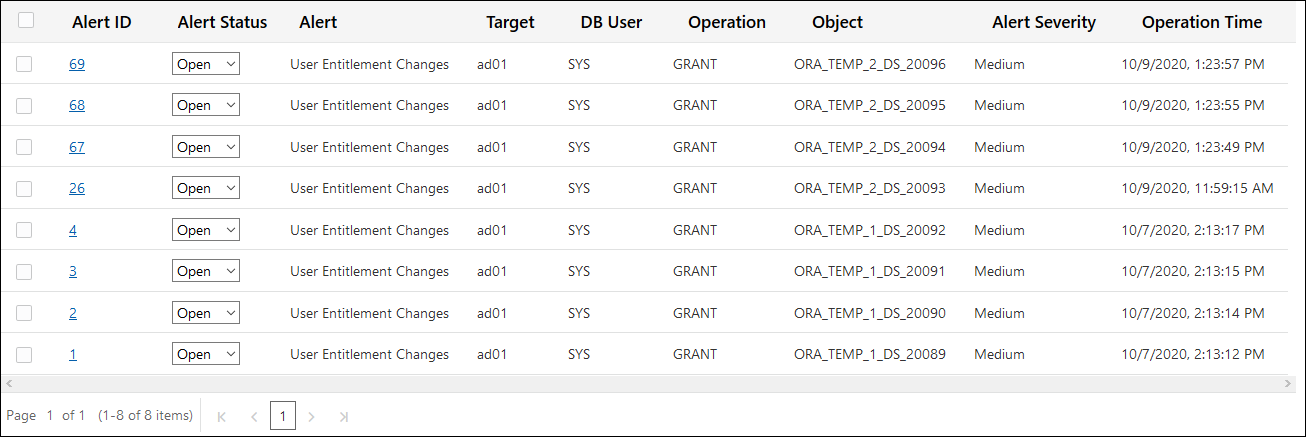 Alert ID Alert Status Alert Target DB User Operation Object Alert Severity Operation Time
69 Open User Entitlement Changes ad01 SYS GRANT ORA_TEMP_2_DS_20096 Medium 10/9/2020, 1:23:57 PM
68 Open User Entitlement Changes ad01 SYS GRANT ORA_TEMP_2_DS_20095 Medium 10/9/2020, 1:23:55 PM
67 Open User Entitlement Changes ad01 SYS GRANT ORA_TEMP_2_DS_20094 Medium 10/9/2020, 1:23:49 PM
26 Open User Entitlement Changes ad01 SYS GRANT ORA_TEMP_2_DS_20093 Medium 10/9/2020, 11:59:15 AM
4 Open User Entitlement Changes ad01 SYS GRANT ORA_TEMP_1_DS_20092 Medium 10/7/2020, 2:13:17 PM
3 Open User Entitlement Changes ad01 SYS GRANT ORA_TEMP_1_DS_20091 Medium 10/7/2020, 2:13:15 PM
2 Open User Entitlement Changes ad01 SYS GRANT ORA_TEMP_1_DS_20090 Medium 10/7/2020, 2:13:14 PM
1 Open User Entitlement Changes ad01 SYS GRANT ORA_TEMP_1_DS_20089 Medium 10/7/2020, 2:13:12 PM
Page 1 of 1 (1-8 of 8 items) 1